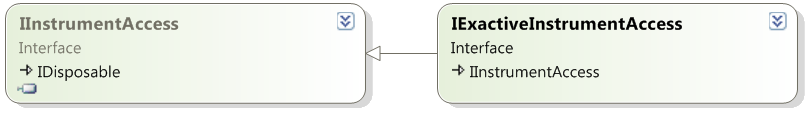 IInstrumentAccess
Interface
IDisposable
IExactiveInstrumentAccess
Interface
IInstrumentAccess